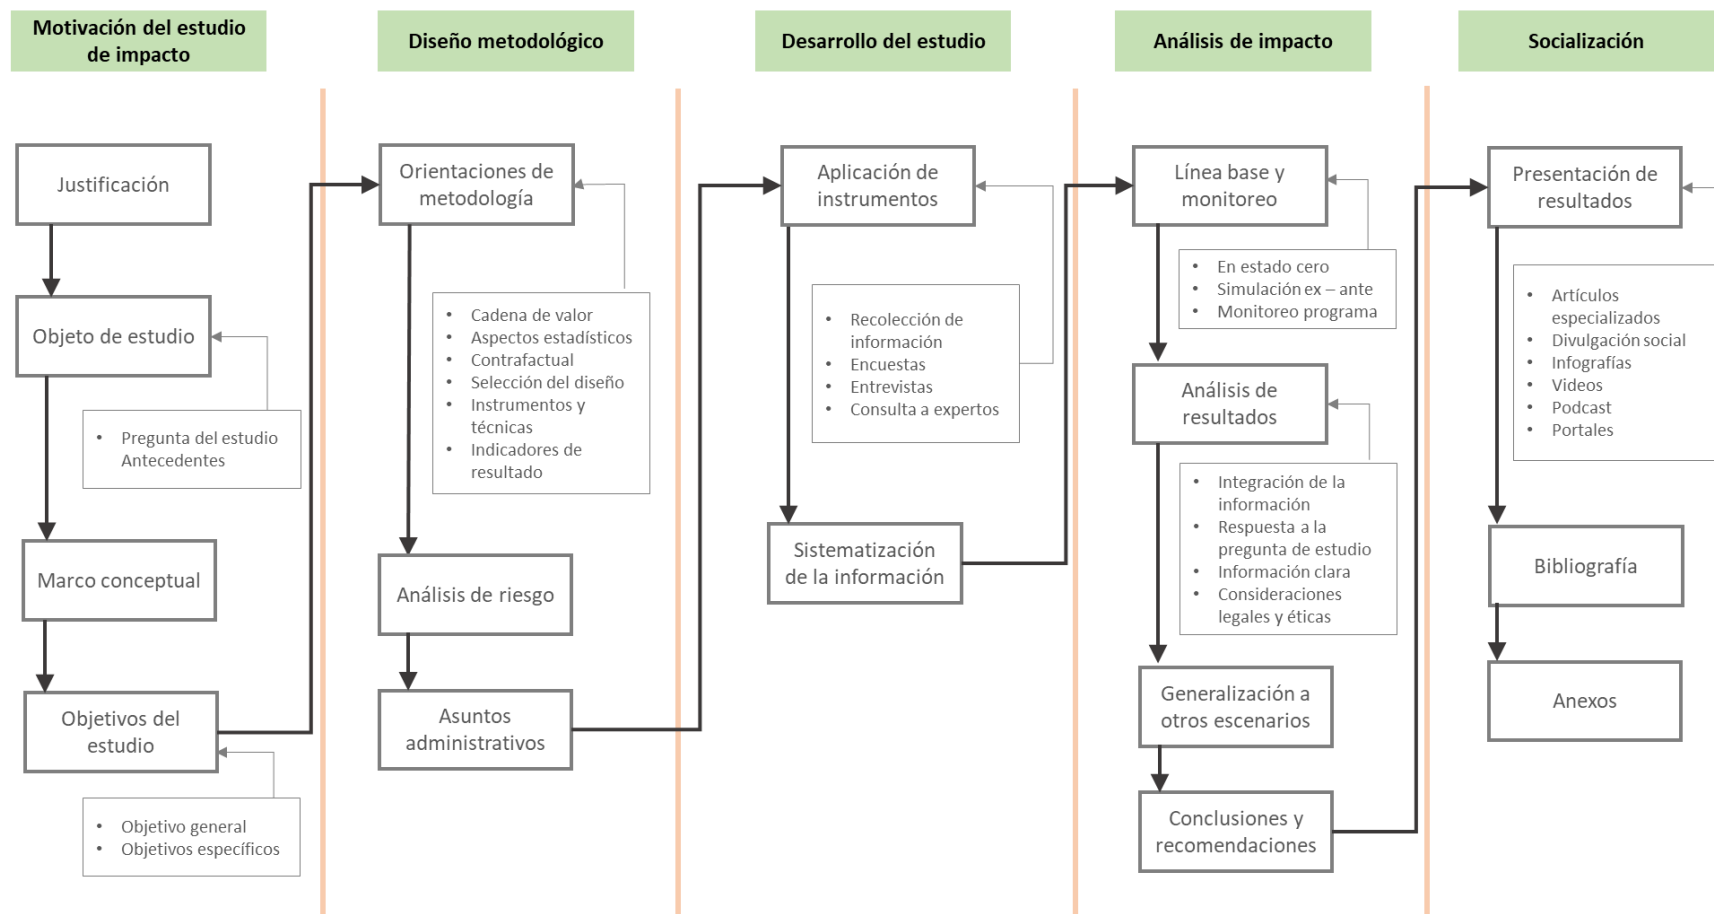 Motivación del estudio
de impacto
Diseño metodológico
Desarrollo del estudio
Análisis de impacto
Socialización
Justificación
Objeto de estudio
• Pregunta del estudio
Antecedentes
Marco conceptual
Objetivos del
estudio
• Objetivo general
• Objetivos específicos
Orientaciones de
metodología
• Cadena de valor
• Aspectos estadísticos
• Contrafactual
• Selección del diseño
• Instrumentos y
técnicas
• Indicadores de
resultado
Análisis de riesgo
Asuntos
administrativos
Aplicación de
instrumentos
• Recolección de
información
• Encuestas
• Entrevistas
• Consulta a expertos
Sistematización
de la información
Línea base y
monitoreo
• En estado cero
• Simulación ex – ante
• Monitoreo programa
Análisis de
resultados
• Integración de la
información
• Respuesta a la
pregunta de estudio
• Información clara
• Consideraciones
legales y éticas
Generalización a
otros escenarios
Conclusiones y
recomendaciones
Presentación de
resultados
• Artículos
especializados
• Divulgación social
• Infografías
• Videos
• Podcast
• Portales
Bibliografía
Anexos